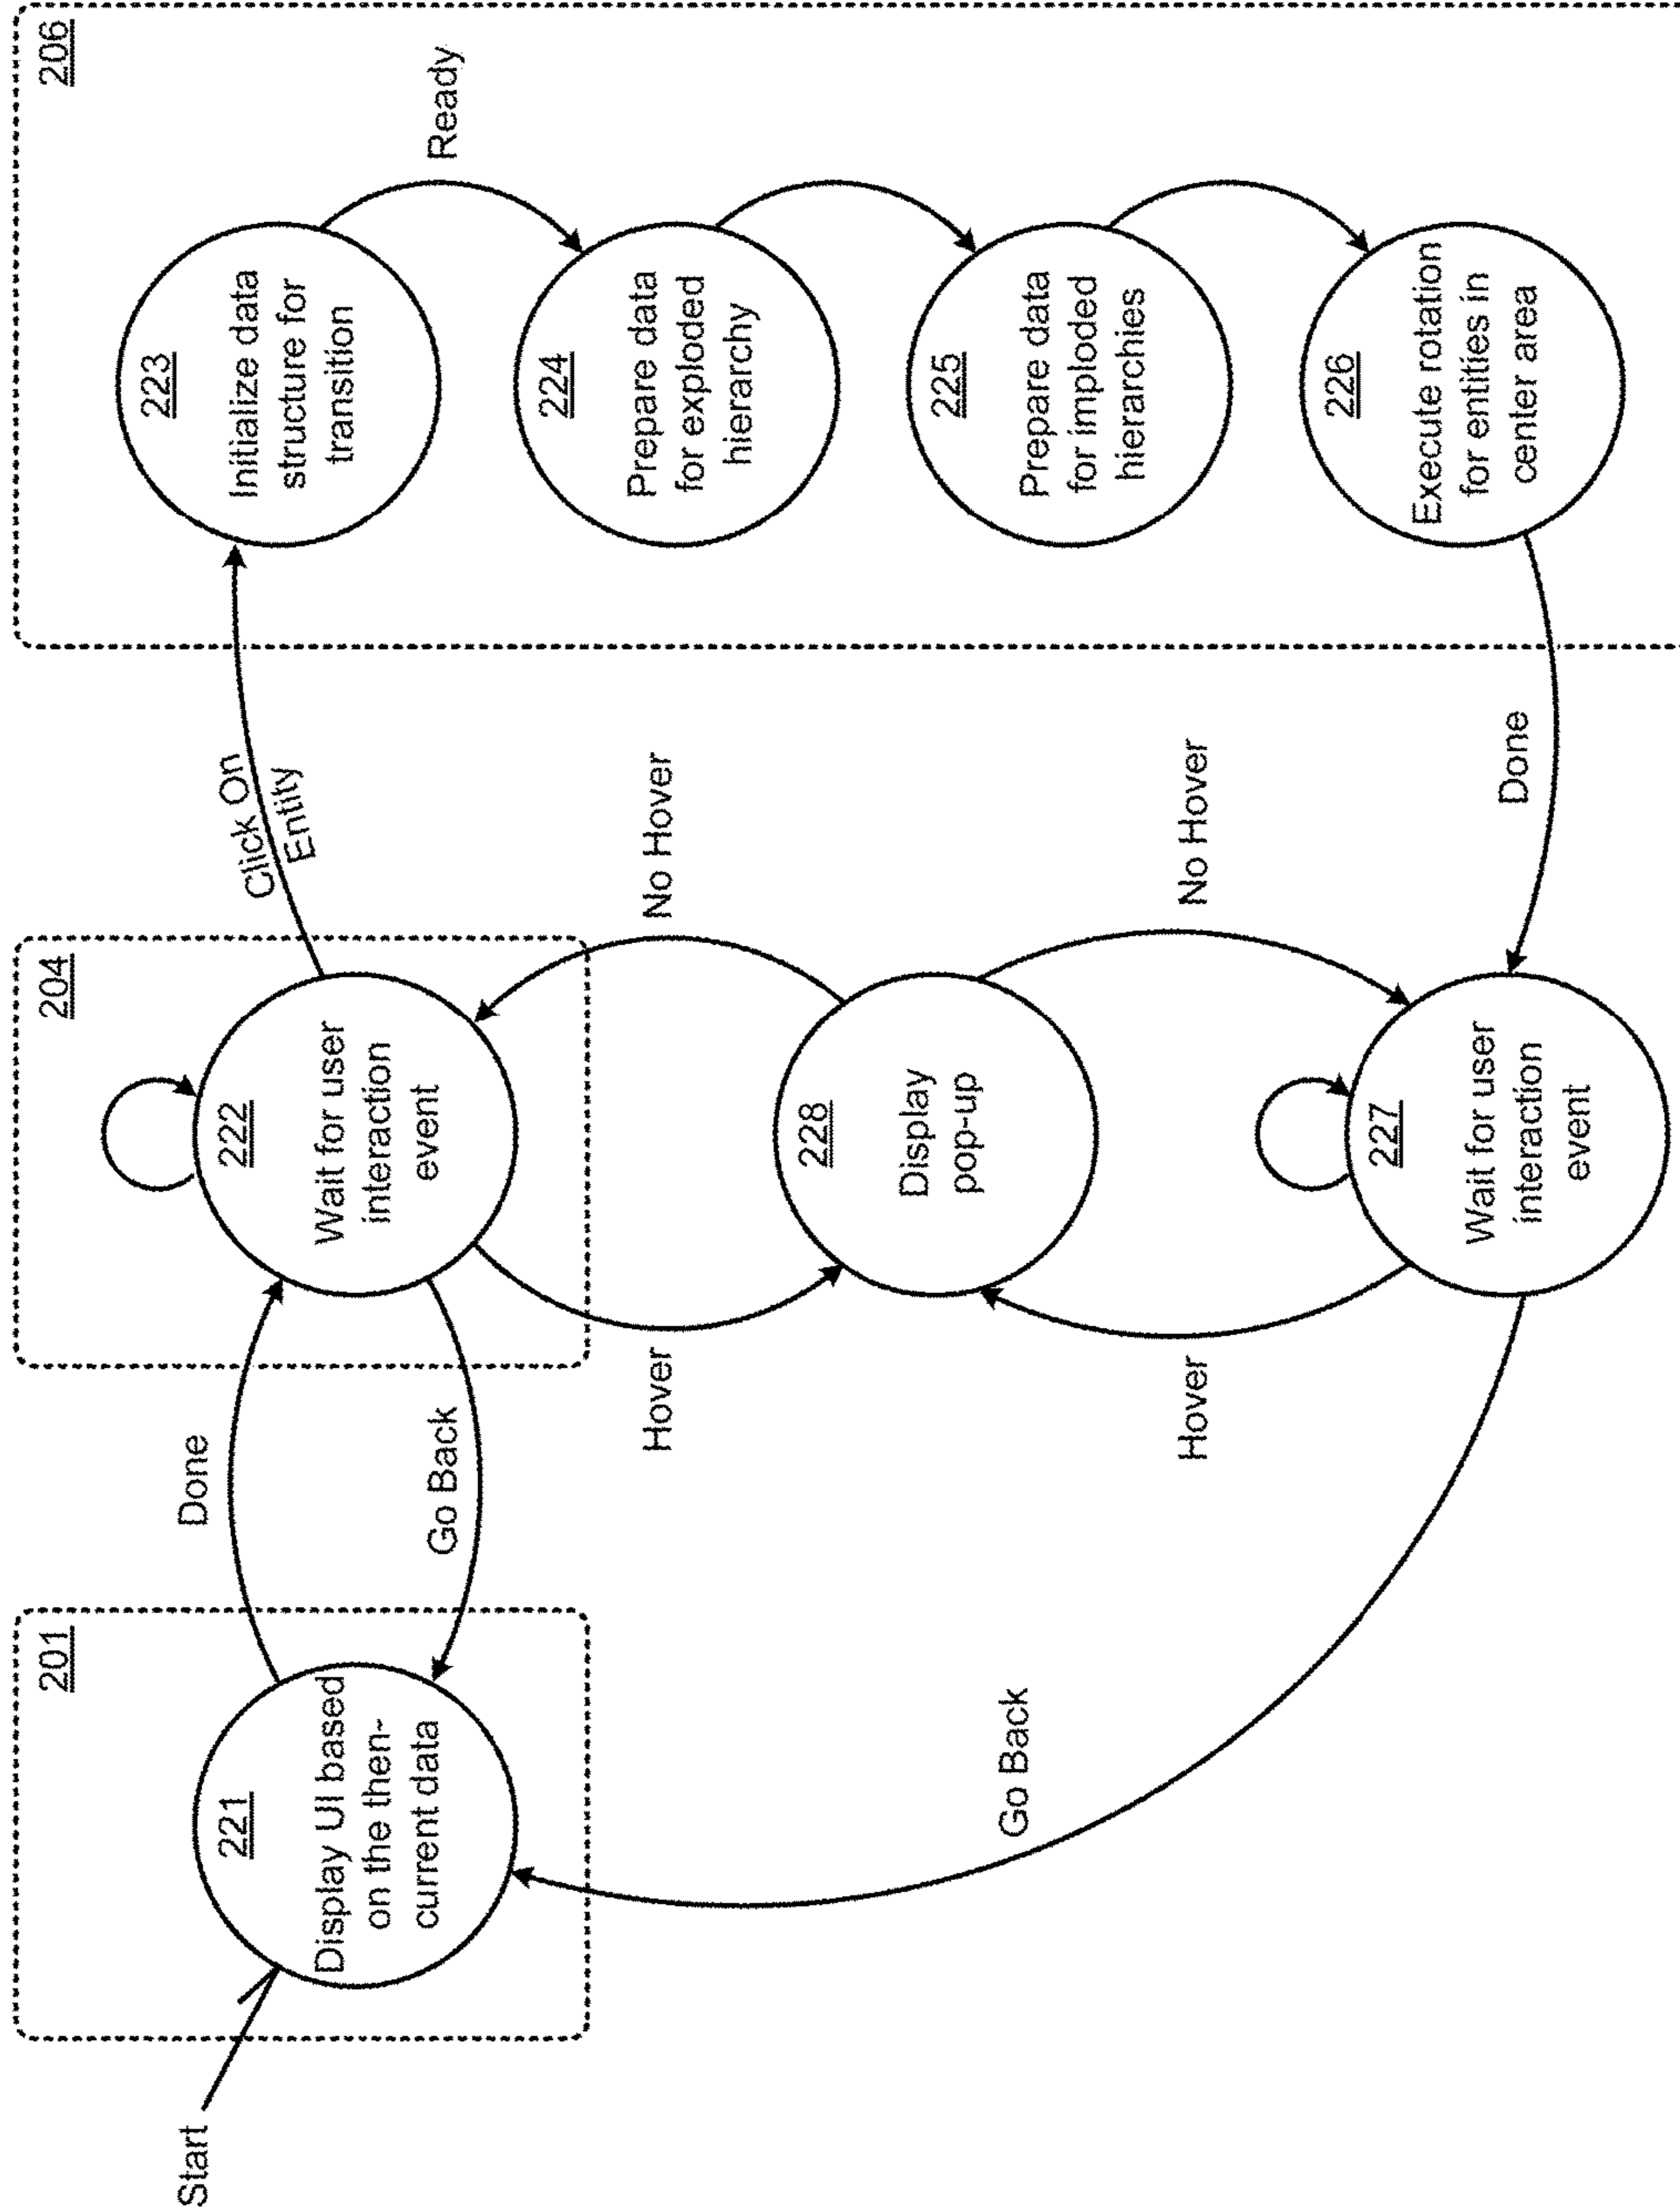 Start
201
221
Display UI based
on the then-
current data
Done
Go Back
204
222
Wait for user
interaction
event
Click On
Entity
Hover
No Hover
228
Display
pop-up
Hover
No Hover
227
Wait for user
interaction
event
Go Back
Done
206
223
Initialize data
structure for
transition
Ready
224
Prepare data
for exploded
hierarchy
225
Prepare data
for imploded
hierarchies
226
Execute rotation
for entities in
center area